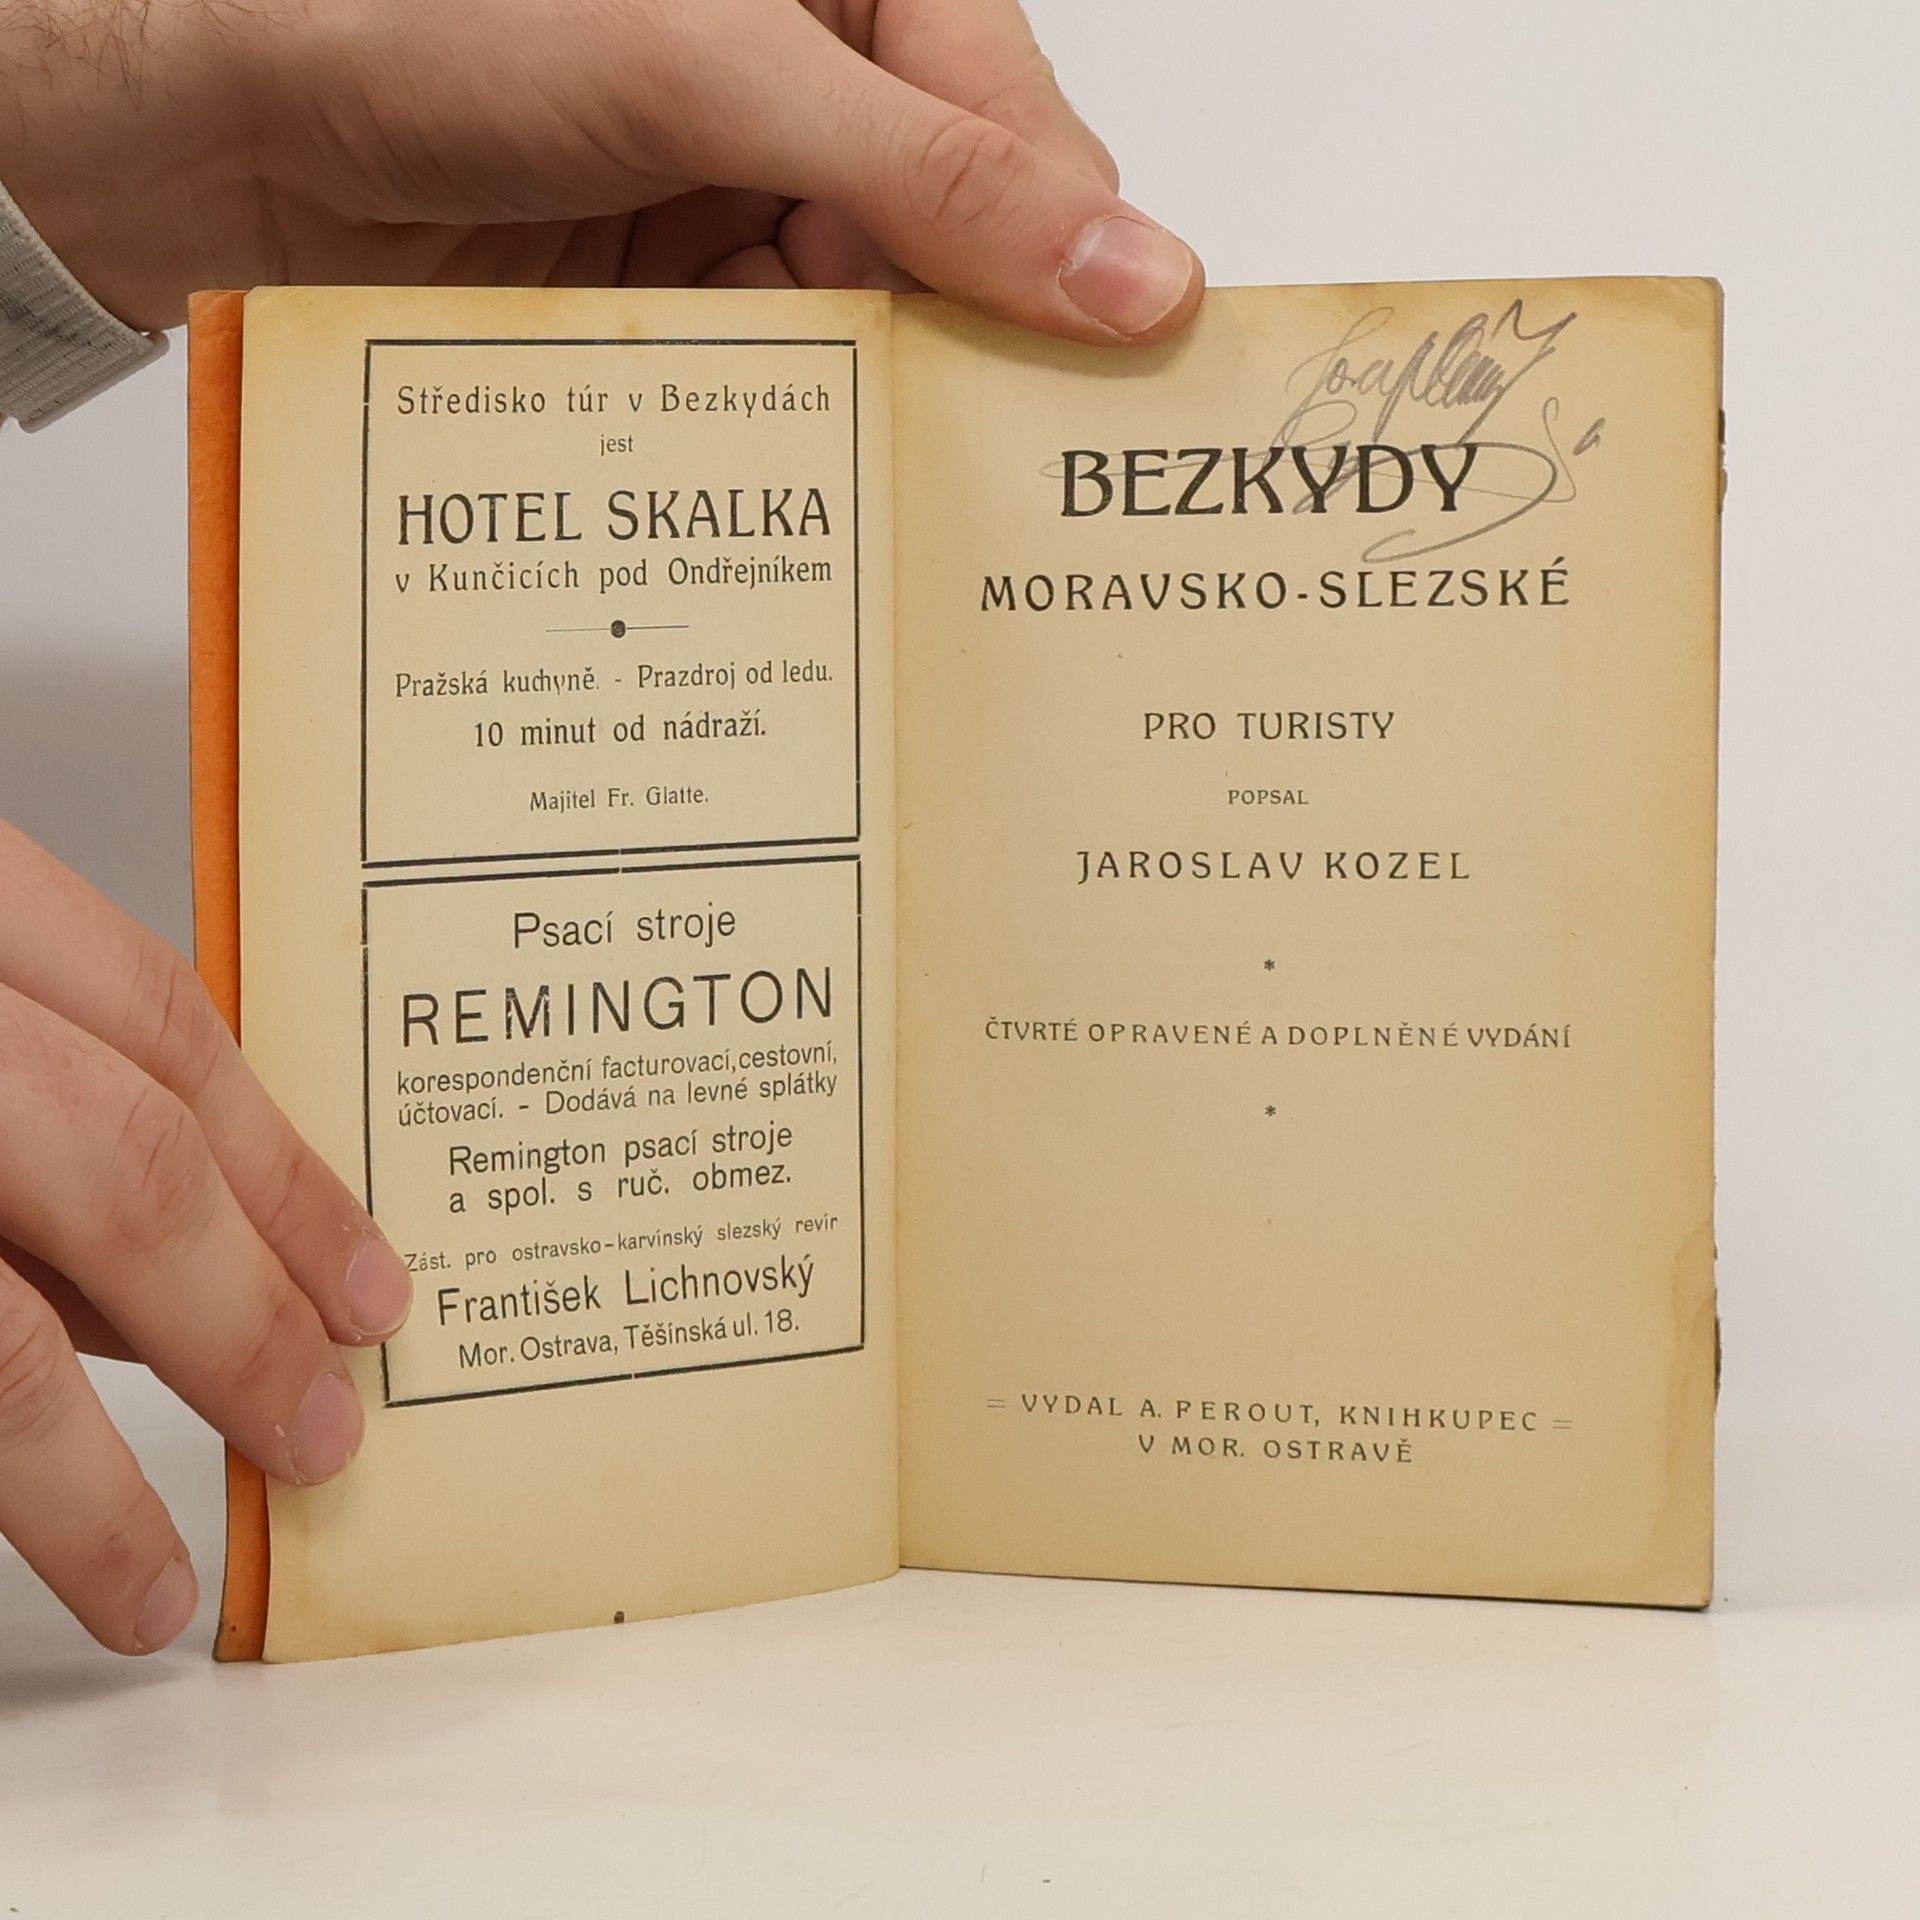 Středisko túr v Bezkydách
jest
HOTEL SKALKA
v Kunčicích pod Ondřejníkem
Pražská kuchyně. - Prazdroj od ledu.
10 minut od nádraží.
Majitel Fr. Glatte.
Psací stroje
REMINGTON
korespondenční facturovací, cestovní,
účtovací. - Dodává na levné splátky
Remington psací stroje
a spol. s ruč. obmez.
Zást. pro ostravsko-karvínský slezský revír
František Lichnovský
Mor. Ostrava, Těšínská ul. 18.
BEZKYDY
MORAVSKO-SLEZSKÉ
PRO TURISTY
POPSAL
JAROSLAV KOZEL
*
ČTVRTÉ OPRAVENÉ A DOPLNĚNÉ VYDÁNÍ
*
= VYDAL A. PEROUT, KNIHKUPEC =
V MOR. OSTRAVĚ